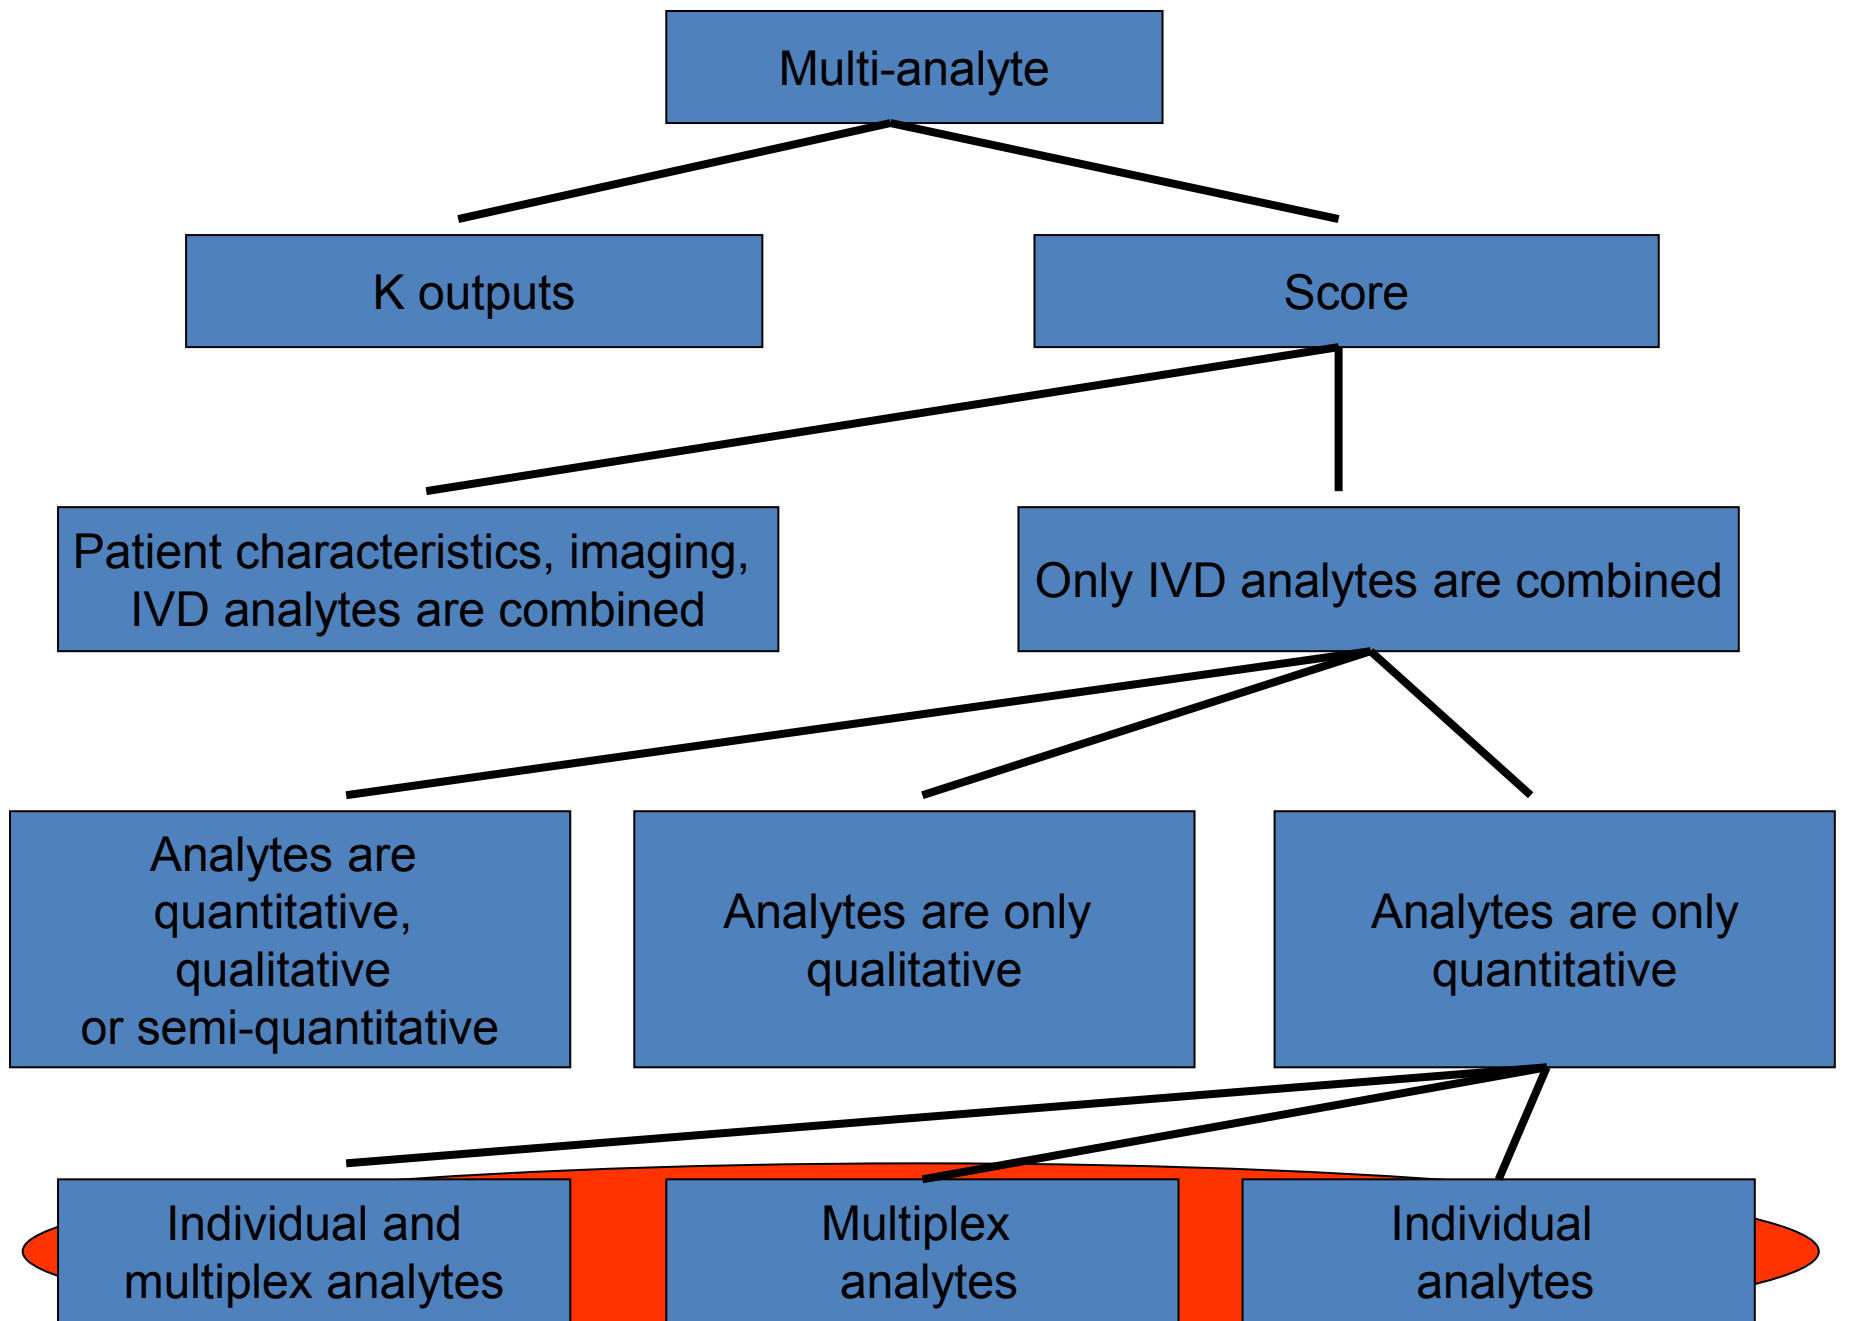 Multi-analyte
K outputs
Score
Patient characteristics, imaging,
IVD analytes are combined
Only IVD analytes are combined
Analytes are
quantitative,
qualitative
or semi-quantitative
Analytes are only
qualitative
Analytes are only
quantitative
Individual and
multiplex analytes
Multiplex
analytes
Individual
analytes